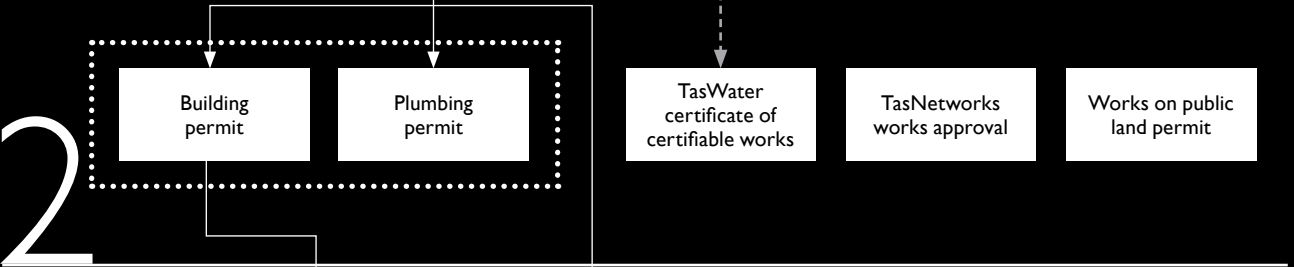 2
Building
permit
Plumbing
permit
TasWater
certificate of
certifiable works
TasNetworks
works approval
Works on public
land permit